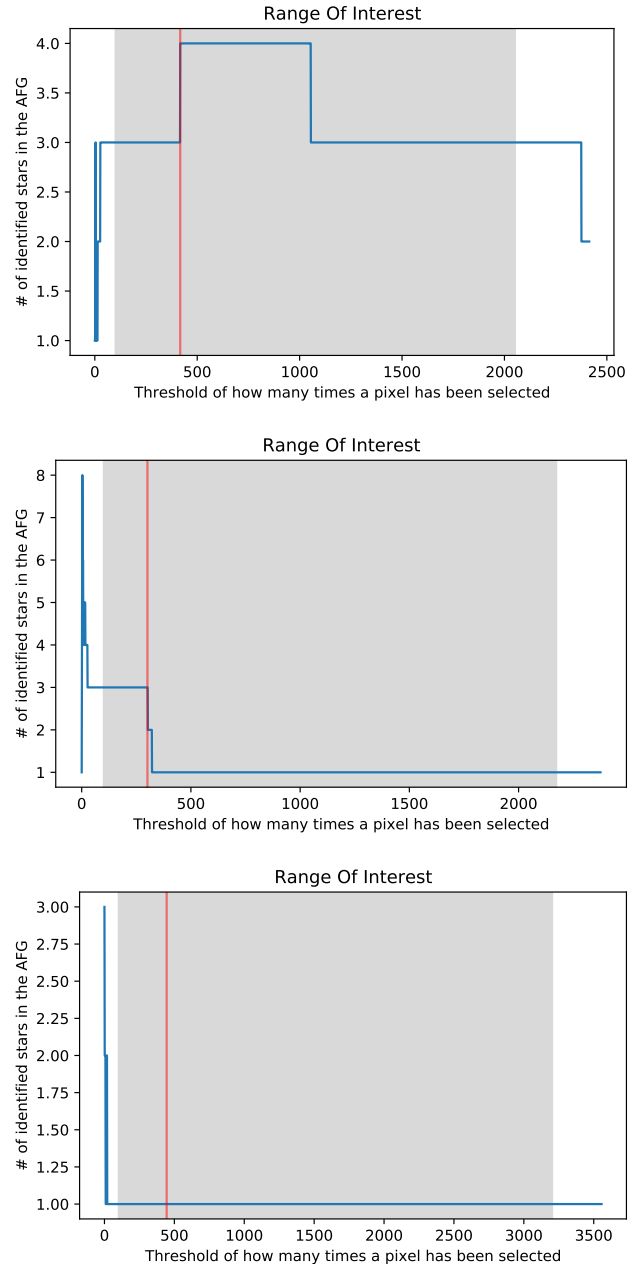 Range Of Interest
# of identified stars in the AFG
4.0
3.5
3.0
2.5
2.0
1.5
1.0
0 500 1000 1500 2000 2500
Threshold of how many times a pixel has been selected
Range Of Interest
# of identified stars in the AFG
8
7
6
5
4
3
2
1
0 500 1000 1500 2000
Threshold of how many times a pixel has been selected
Range Of Interest
# of identified stars in the AFG
3.00
2.75
2.50
2.25
2.00
1.75
1.50
1.25
1.00
0 500 1000 1500 2000 2500 3000 3500
Threshold of how many times a pixel has been selected